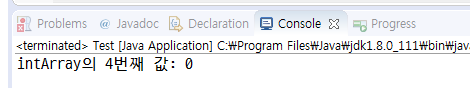 Problems @ Javadoc Declaration Console Progress
<terminated> Test [Java Application] C:₩Program Files₩Java₩jdk1.8.0_111₩bin₩jav
intArray의 4번째 값: 0